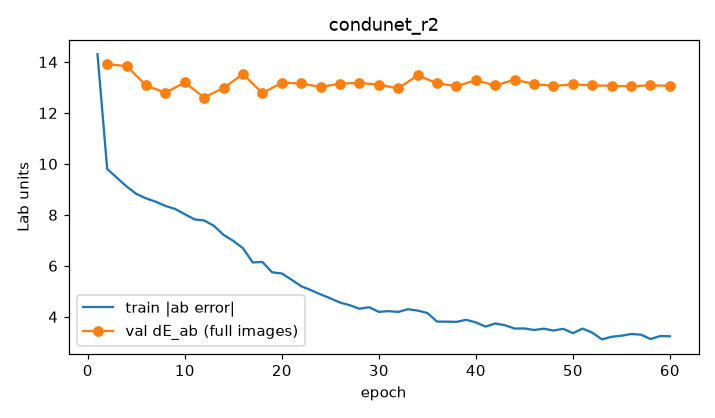 condunet_r2
14
12
10
8
6
4
Lab units
train |ab error|
val dE_ab (full images)
0 10 20 30 40 50 60
epoch